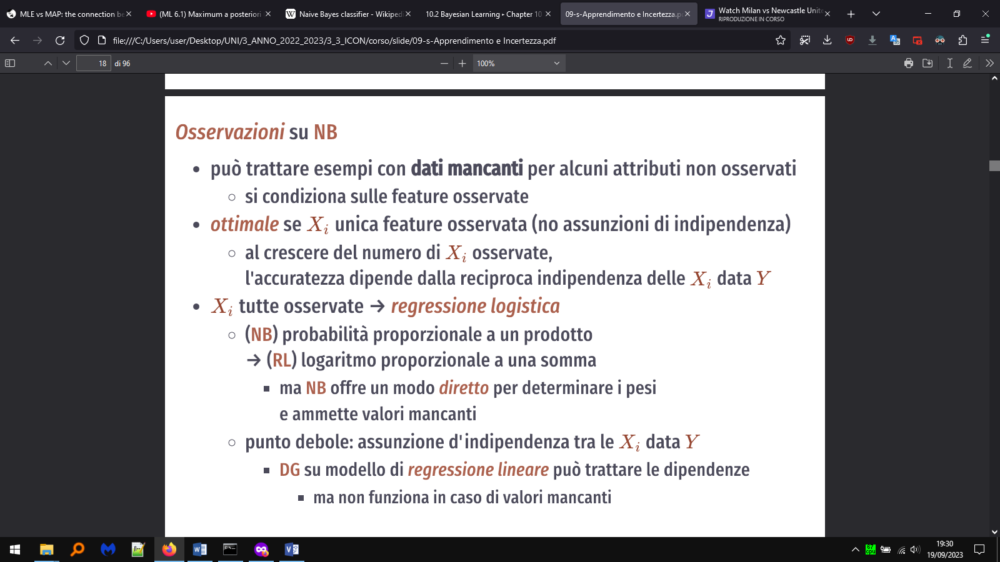 MLE vs MAP: the connection be
(ML 6.1) Maximum a posteriori
Naive Bayes classifier - Wikiped
10.2 Bayesian Learning ‣ Chapter 10
09-s-Apprendimento e Incertezza.p
Watch Milan vs Newcastle Unite
RIPRODUZIONE IN CORSO
file:///C:/Users/user/Desktop/UNI/3_ANNO_2022_2023/3_3_ICON/corso/slide/09-s-Apprendimento e Incertezza.pdf
18 di 96
100%
Osservazioni su NB
• può trattare esempi con dati mancanti per alcuni attributi non osservati
○ si condiziona sulle feature osservate
• ottimale se Xᵢ unica feature osservata (no assunzioni di indipendenza)
○ al crescere del numero di Xᵢ osservate,
l'accuratezza dipende dalla reciproca indipendenza delle Xᵢ data Y
• Xᵢ tutte osservate → regressione logistica
○ (NB) probabilità proporzionale a un prodotto
→ (RL) logaritmo proporzionale a una somma
▪ ma NB offre un modo diretto per determinare i pesi
e ammette valori mancanti
○ punto debole: assunzione d'indipendenza tra le Xᵢ data Y
▪ DG su modello di regressione lineare può trattare le dipendenze
▪ ma non funziona in caso di valori mancanti
19:30
19/09/2023